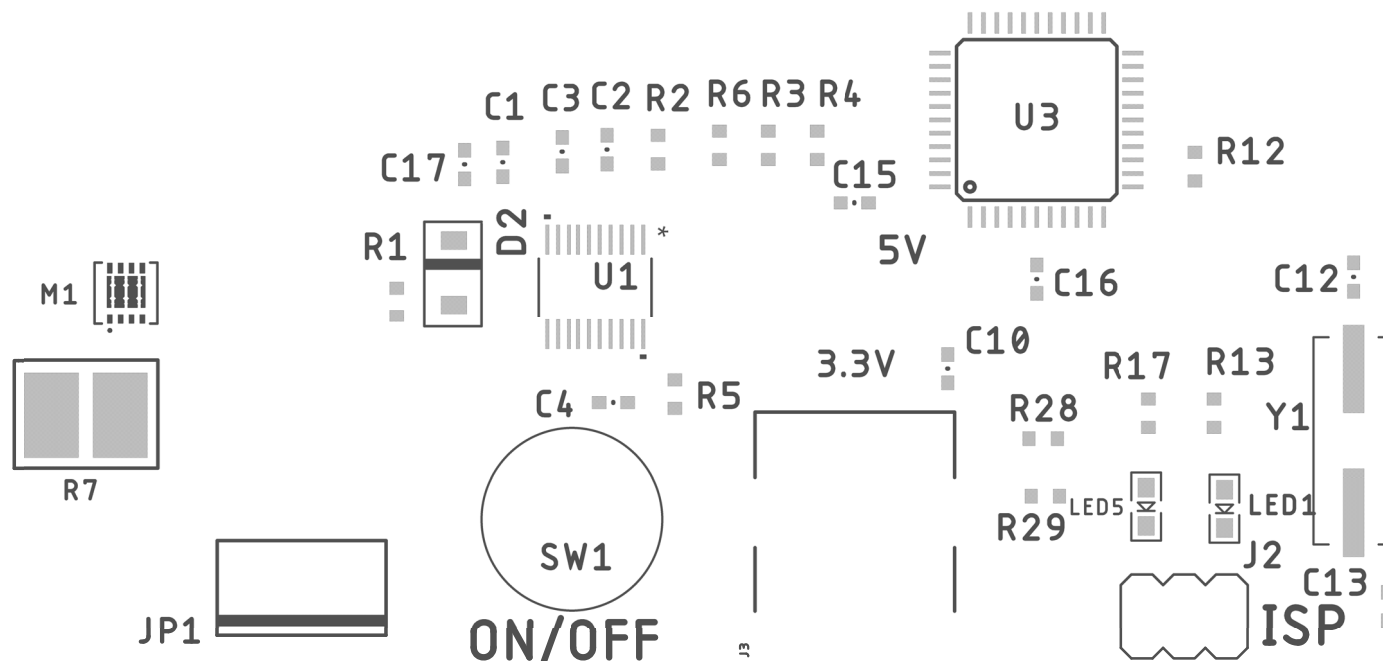 C17
C1
C3
C2
R2
R6
R3
R4
U3
R12
C15
R1
D2
*
U1
5V
C16
C12
M1
3.3V
C10
R17
R13
R5
C4
R28
Y1
R7
R29
LED5
LED1
SW1
J2
C13
JP1
ON/OFF
J3
ISP